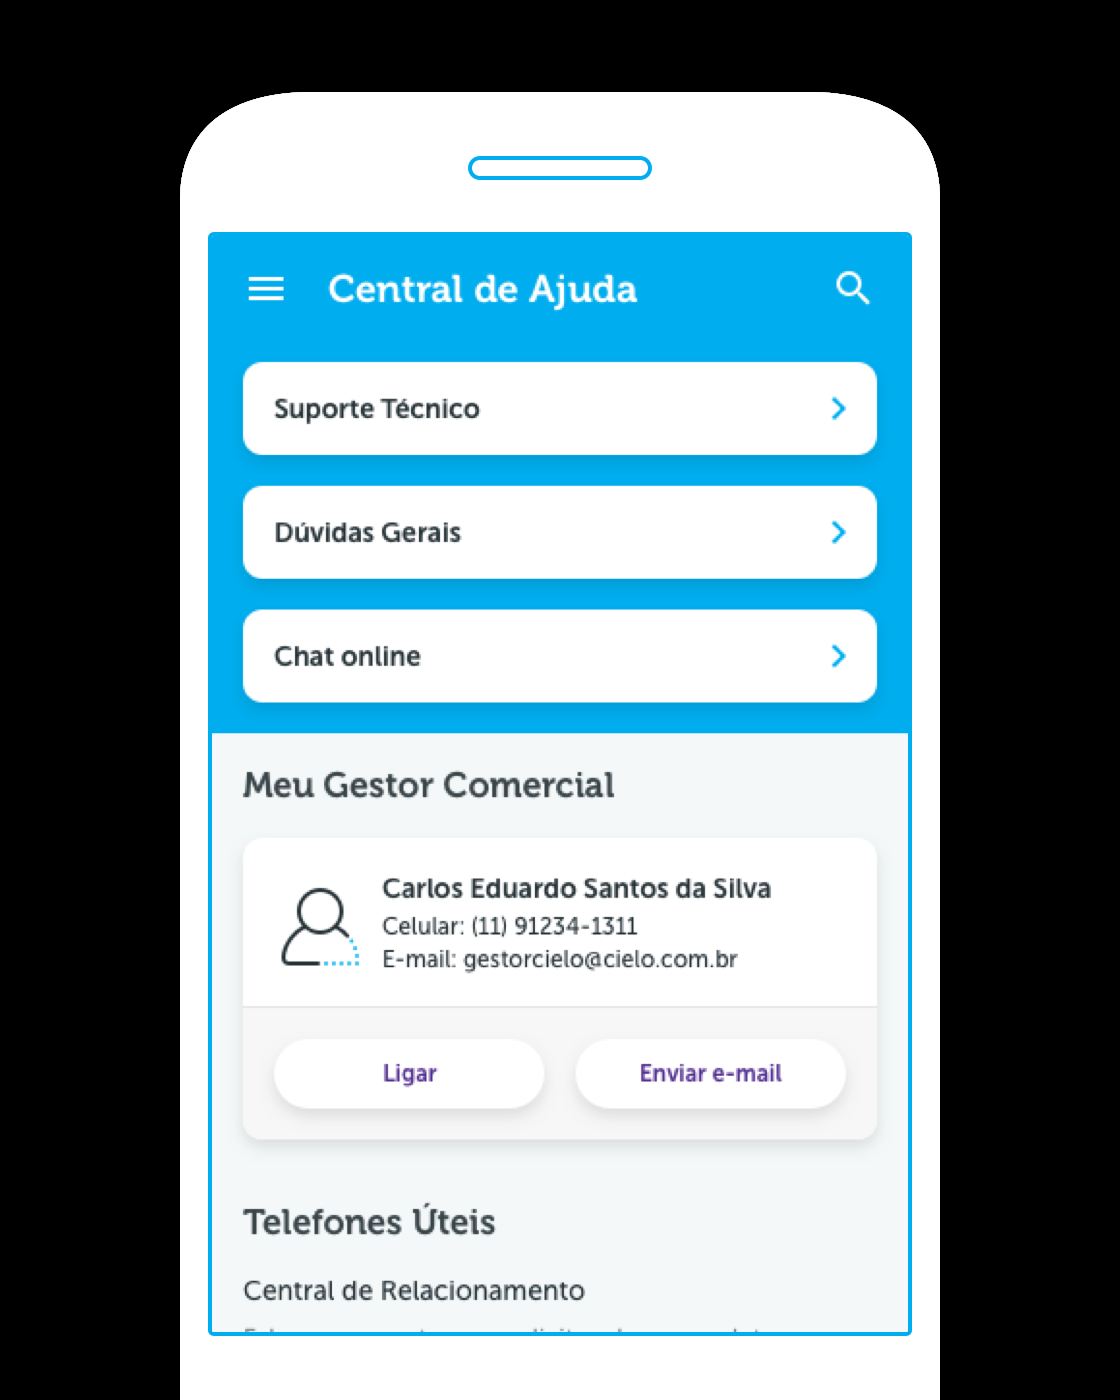 Central de Ajuda
Suporte Técnico
Dúvidas Gerais
Chat online
Meu Gestor Comercial
Carlos Eduardo Santos da Silva
Celular: (11) 91234-1311
E-mail: gestorcielo@cielo.com.br
Ligar
Enviar e-mail
Telefones Úteis
Central de Relacionamento